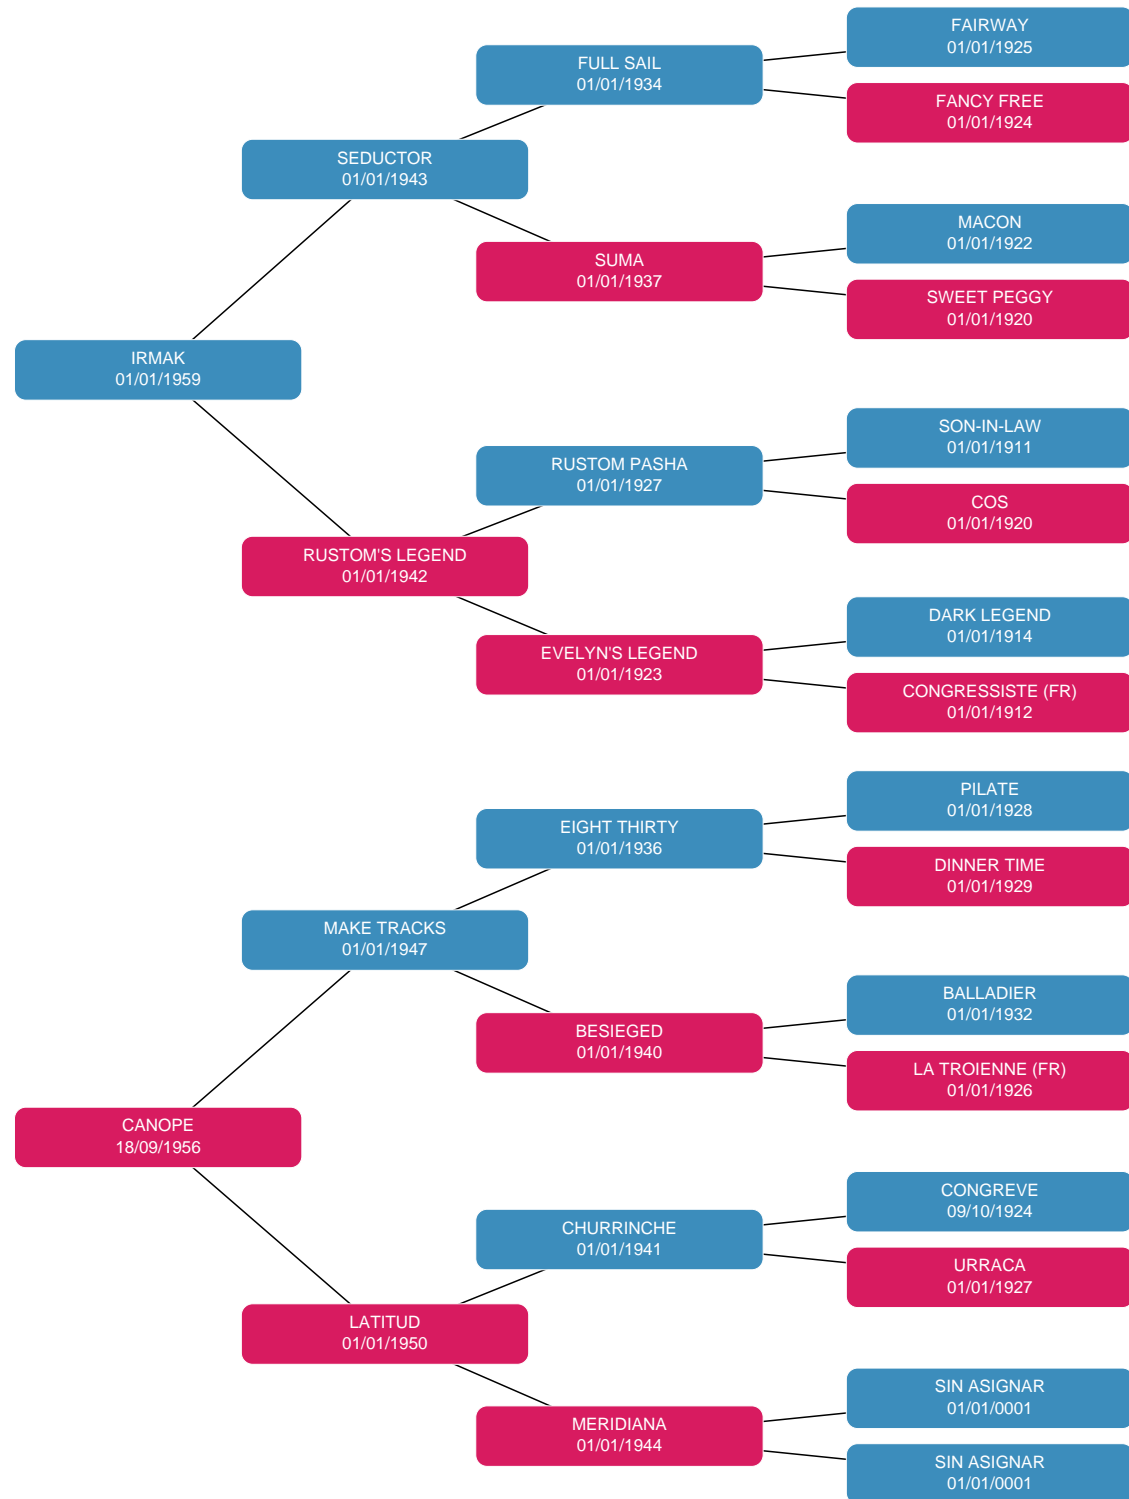 FAIRWAY
01/01/1925
FULL SAIL
01/01/1934
FANCY FREE
01/01/1924
SEDUCTOR
01/01/1943
MACON
01/01/1922
SUMA
01/01/1937
SWEET PEGGY
01/01/1920
IRMAK
01/01/1959
SON-IN-LAW
01/01/1911
RUSTOM PASHA
01/01/1927
COS
01/01/1920
RUSTOM'S LEGEND
01/01/1942
DARK LEGEND
01/01/1914
EVELYN'S LEGEND
01/01/1923
CONGRESSISTE (FR)
01/01/1912
PILATE
01/01/1928
EIGHT THIRTY
01/01/1936
DINNER TIME
01/01/1929
MAKE TRACKS
01/01/1947
BALLADIER
01/01/1932
BESIEGED
01/01/1940
LA TROIENNE (FR)
01/01/1926
CANOPE
18/09/1956
CONGREVE
09/10/1924
CHURRINCHE
01/01/1941
URRACA
01/01/1927
LATITUD
01/01/1950
SIN ASIGNAR
01/01/0001
MERIDIANA
01/01/1944
SIN ASIGNAR
01/01/0001